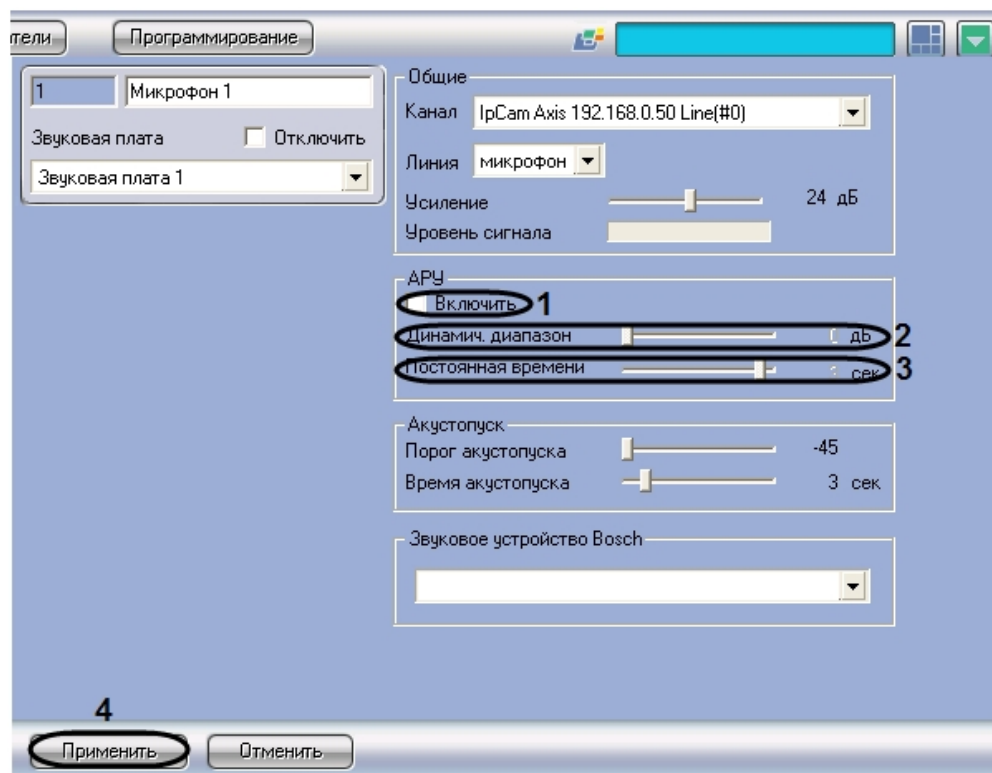 тели Программирование
1 Микрофон 1
Звуковая плата Отключить
Звуковая плата 1
Общие
Канал IpCam Axis 192.168.0.50 Line(#0)
Линия микрофон
Усиление 24 дБ
Уровень сигнала
АРУ
Включить 1
Динамич. диапазон дБ 2
Постоянная времени сек 3
Акустопуск
Порог акустопуска -45
Время акустопуска 3 сек
Звуковое устройство Bosch
4
Применить Отменить